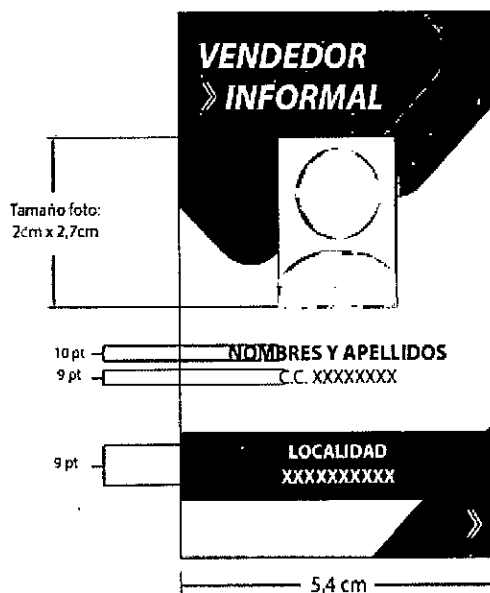 VENDEDOR
INFORMAL
Tamaño foto:
2cm x 2,7cm
10 pt
NOMBRES Y APELLIDOS
9 pt
C.C. XXXXXXXX
9 pt
LOCALIDAD
XXXXXXXXXX
5,4 cm